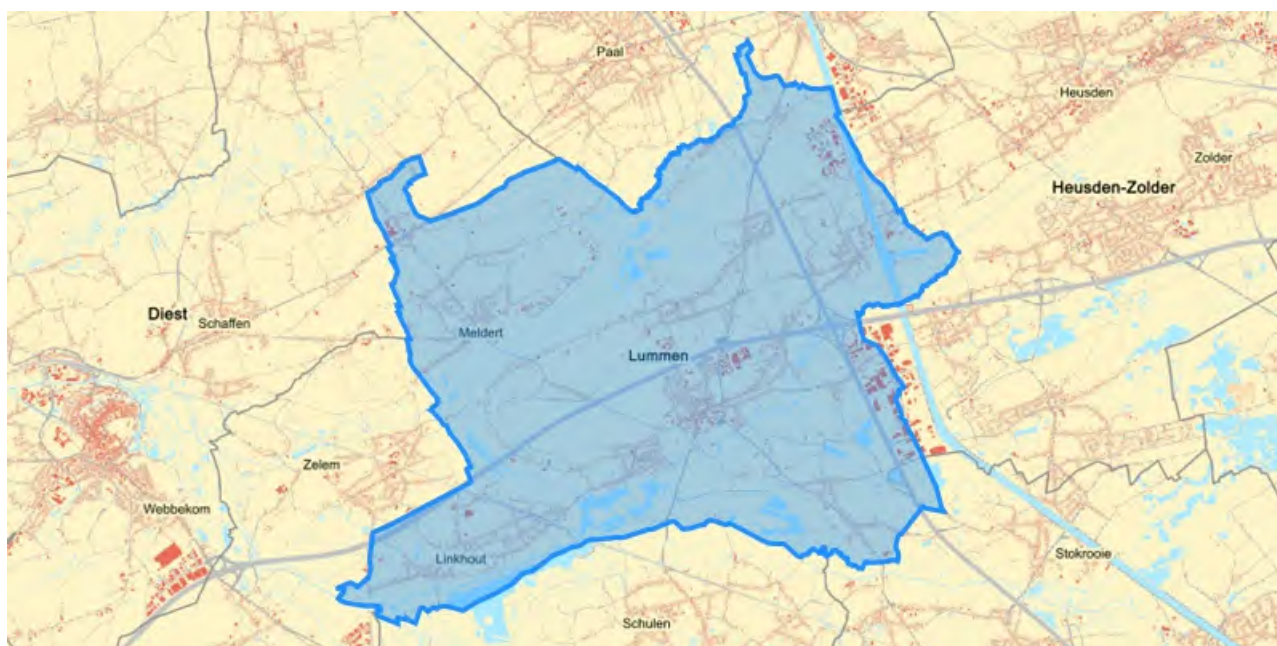 Paal
Heusden
Zolder
Heusden-Zolder
Diest
Schaffen
Meldert
Lummen
Zelem
Webbekom
Linkhout
Stokrooie
Schulen